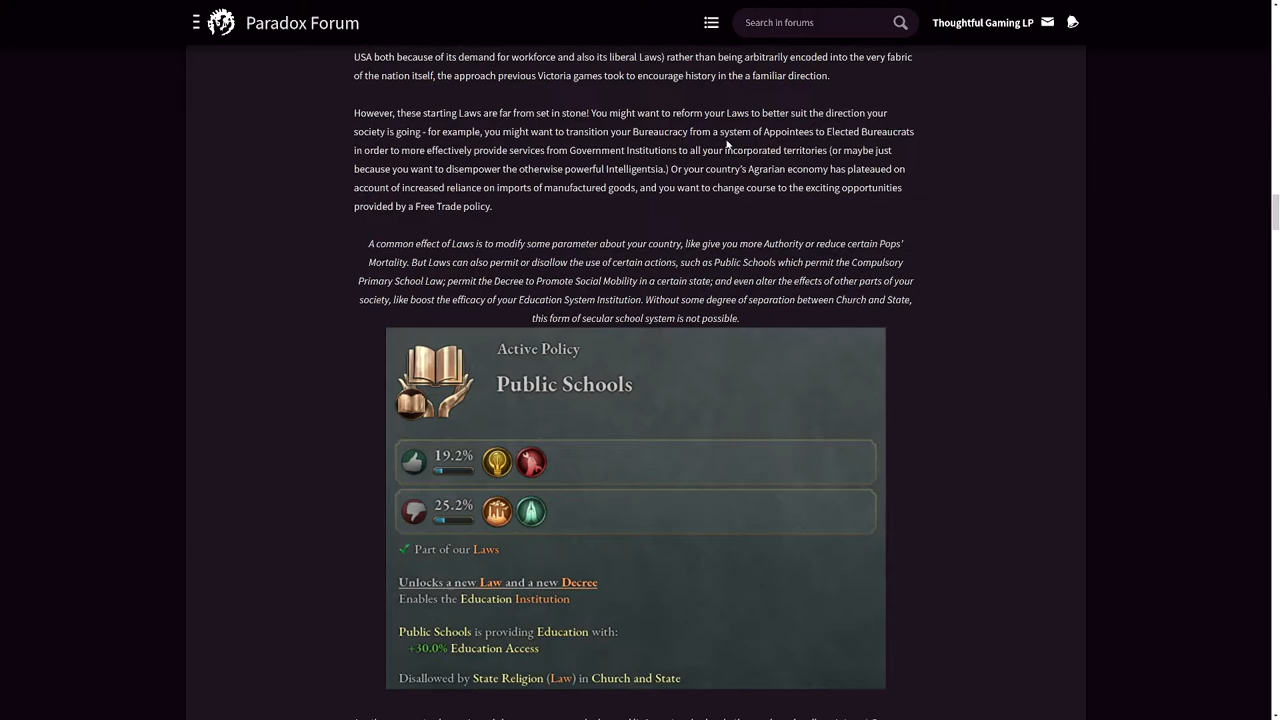 Paradox Forum
Search in forums
Thoughtful Gaming LP
USA both because of its demand for workforce and also its liberal Laws) rather than being arbitrarily encoded into the very fabric
of the nation itself, the approach previous Victoria games took to encourage history in the a familiar direction.
However, these starting Laws are far from set in stone! You might want to reform your Laws to better suit the direction your
society is going - for example, you might want to transition your Bureaucracy from a system of Appointees to Elected Bureaucrats
in order to more effectively provide services from Government Institutions to all your incorporated territories (or maybe just
because you want to disempower the otherwise powerful Intelligentsia.) Or your country's Agrarian economy has plateaued on
account of increased reliance on imports of manufactured goods, and you want to change course to the exciting opportunities
provided by a Free Trade policy.
A common effect of Laws is to modify some parameter about your country, like give you more Authority or reduce certain Pops'
Mortality. But Laws can also permit or disallow the use of certain actions, such as Public Schools which permit the Compulsory
Primary School Law; permit the Decree to Promote Social Mobility in a certain state; and even alter the effects of other parts of your
society, like boost the efficacy of your Education System Institution. Without some degree of separation between Church and State,
this form of secular school system is not possible.
Active Policy
Public Schools
19.2%
25.2%
Part of our Laws
Unlocks a new Law and a new Decree
Enables the Education Institution
Public Schools is providing Education with:
+30.0% Education Access
Disallowed by State Religion (Law) in Church and State